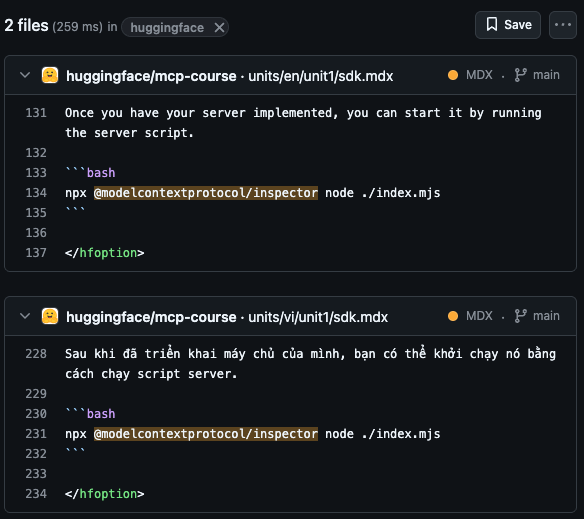 2 files (259 ms) in huggingface ×
Save
huggingface/mcp-course · units/en/unit1/sdk.mdx MDX · main
131 Once you have your server implemented, you can start it by running
the server script.
132
133 ```bash
134 npx @modelcontextprotocol/inspector node ./index.mjs
135 ```
136
137 </hfoption>
huggingface/mcp-course · units/vi/unit1/sdk.mdx MDX · main
228 Sau khi đã triển khai máy chủ của mình, bạn có thể khởi chạy nó bằng
cách chạy script server.
229
230 ```bash
231 npx @modelcontextprotocol/inspector node ./index.mjs
232 ```
233
234 </hfoption>